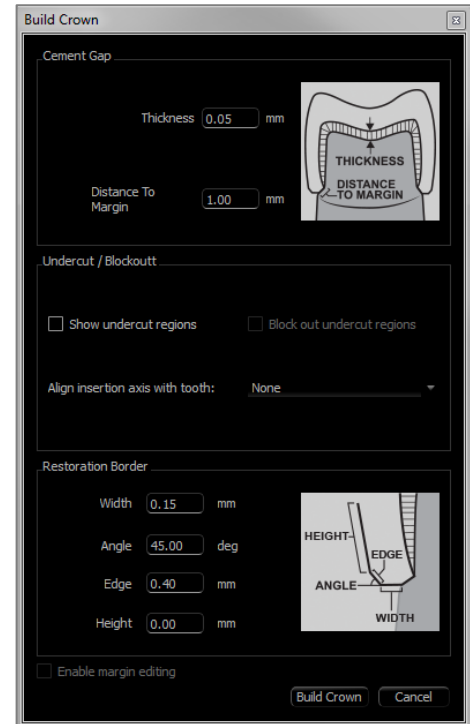 Build Crown
Cement Gap
Thickness 0.05 mm
THICKNESS
DISTANCE
TO MARGIN
Distance To
Margin
1.00 mm
Undercut / Blockoutt
Show undercut regions Block out undercut regions
Align insertion axis with tooth: None
Restoration Border
Width 0.15 mm
Angle 45.00 deg
Edge 0.40 mm
Height 0.00 mm
HEIGHT
EDGE
ANGLE
WIDTH
Enable margin editing
Build Crown Cancel